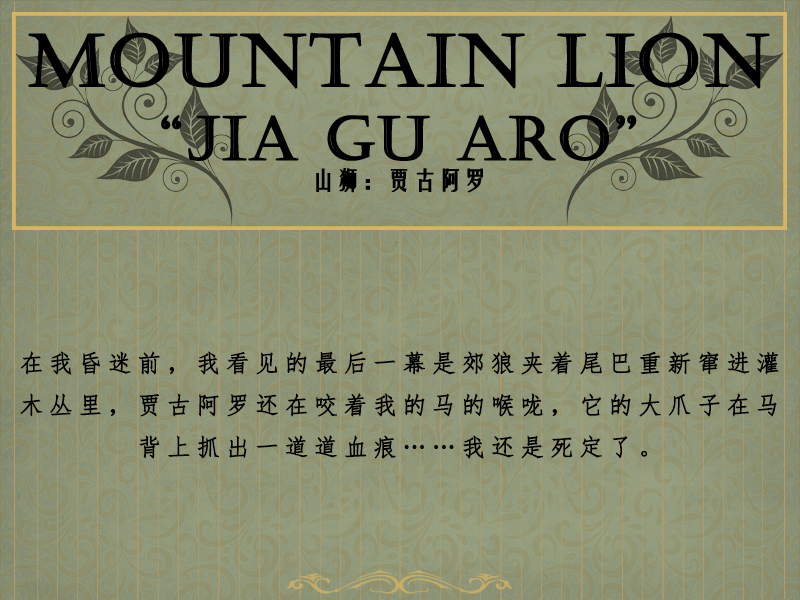 MOUNTAIN LION
“JIA GU ARO”
山狮：贾古阿罗
在我昏迷前，我看见的最后一幕是郊狼夹着尾巴重新窜进灌
木丛里，贾古阿罗还在咬着我的马的喉咙，它的大爪子在马
背上抓出一道道血痕……我还是死定了。